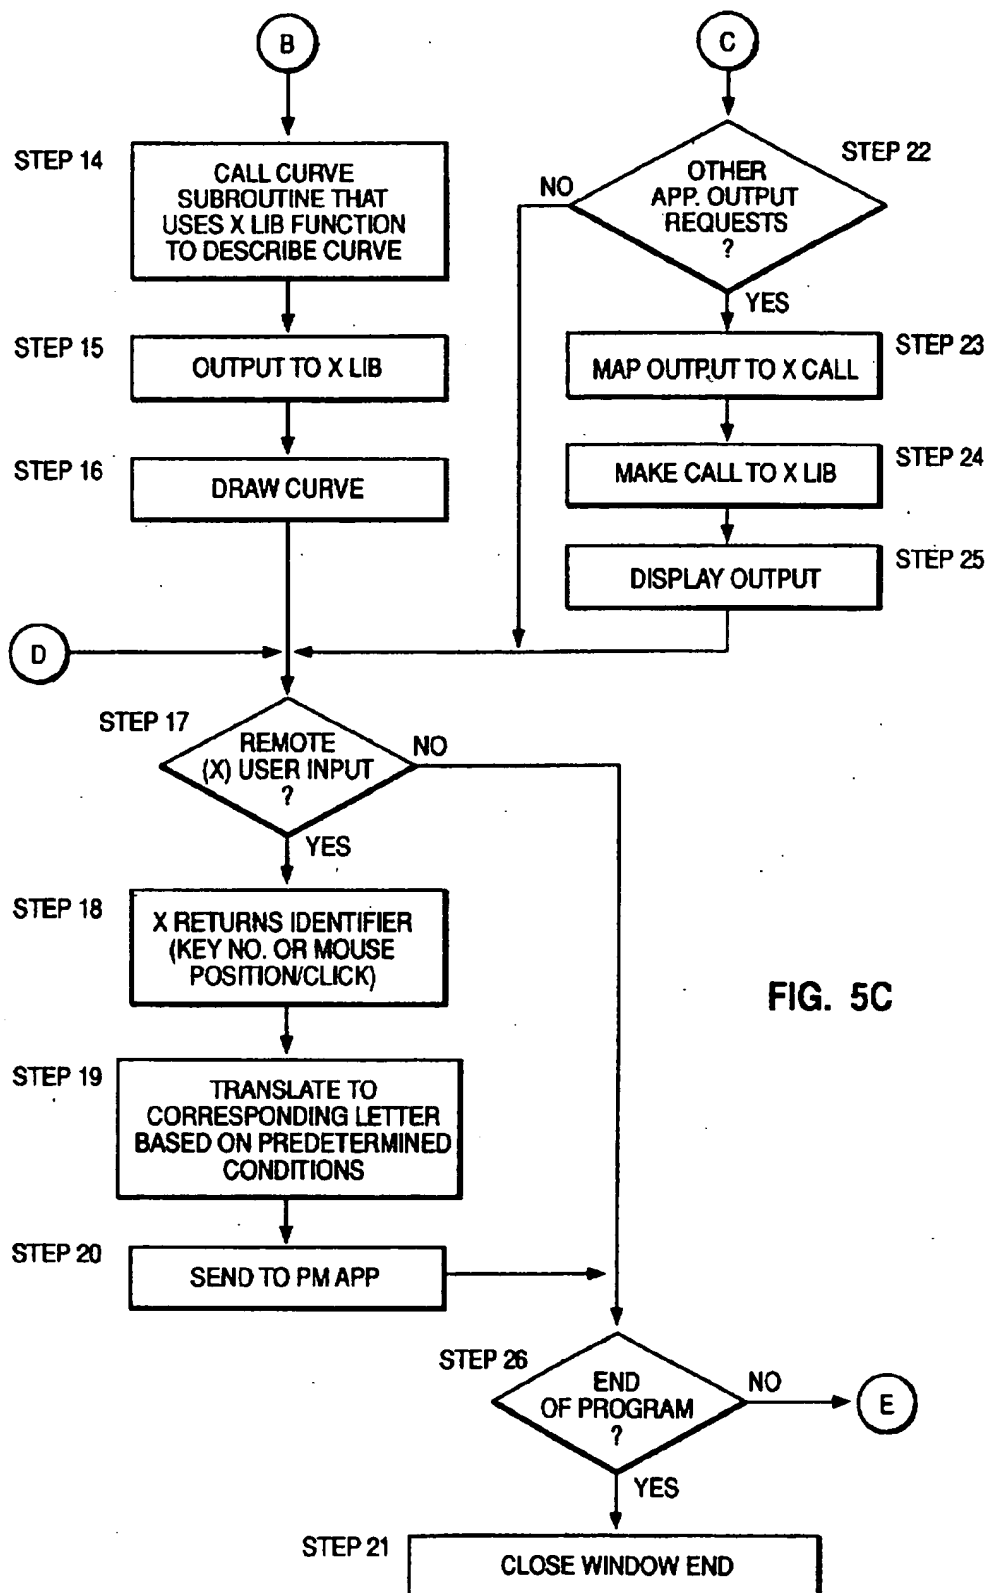 B
C
STEP 14
CALL CURVE
SUBROUTINE THAT
USES X LIB FUNCTION
TO DESCRIBE CURVE
STEP 15
OUTPUT TO X LIB
STEP 16
DRAW CURVE
STEP 22
OTHER
APP. OUTPUT
REQUESTS
?
NO
YES
STEP 23
MAP OUTPUT TO X CALL
STEP 24
MAKE CALL TO X LIB
STEP 25
DISPLAY OUTPUT
D
STEP 17
REMOTE
(X) USER INPUT
?
NO
YES
STEP 18
X RETURNS IDENTIFIER
(KEY NO. OR MOUSE
POSITION/CLICK)
FIG. 5C
STEP 19
TRANSLATE TO
CORRESPONDING LETTER
BASED ON PREDETERMINED
CONDITIONS
STEP 20
SEND TO PM APP
STEP 26
END
OF PROGRAM
?
NO
E
YES
STEP 21
CLOSE WINDOW END